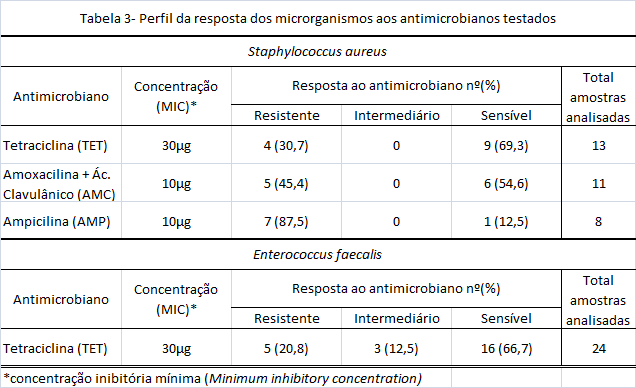 Tabela 3- Perfil da resposta dos microrganismos aos antimicrobianos testados
Staphylococcus aureus
Antimicrobiano Concentração (MIC)* Resposta ao antimicrobiano nº(%) Total amostras analisadas
Resistente Intermediário Sensível
Tetraciclina (TET) 30µg 4 (30,7) 0 9 (69,3) 13
Amoxacilina + Ác. Clavulânico (AMC) 10µg 5 (45,4) 0 6 (54,6) 11
Ampicilina (AMP) 10µg 7 (87,5) 0 1 (12,5) 8
Enterococcus faecalis
Antimicrobiano Concentração (MIC)* Resposta ao antimicrobiano nº(%) Total amostras analisadas
Resistente Intermediário Sensível
Tetraciclina (TET) 30µg 5 (20,8) 3 (12,5) 16 (66,7) 24
*concentração inibitória mínima (Minimum inhibitory concentration)